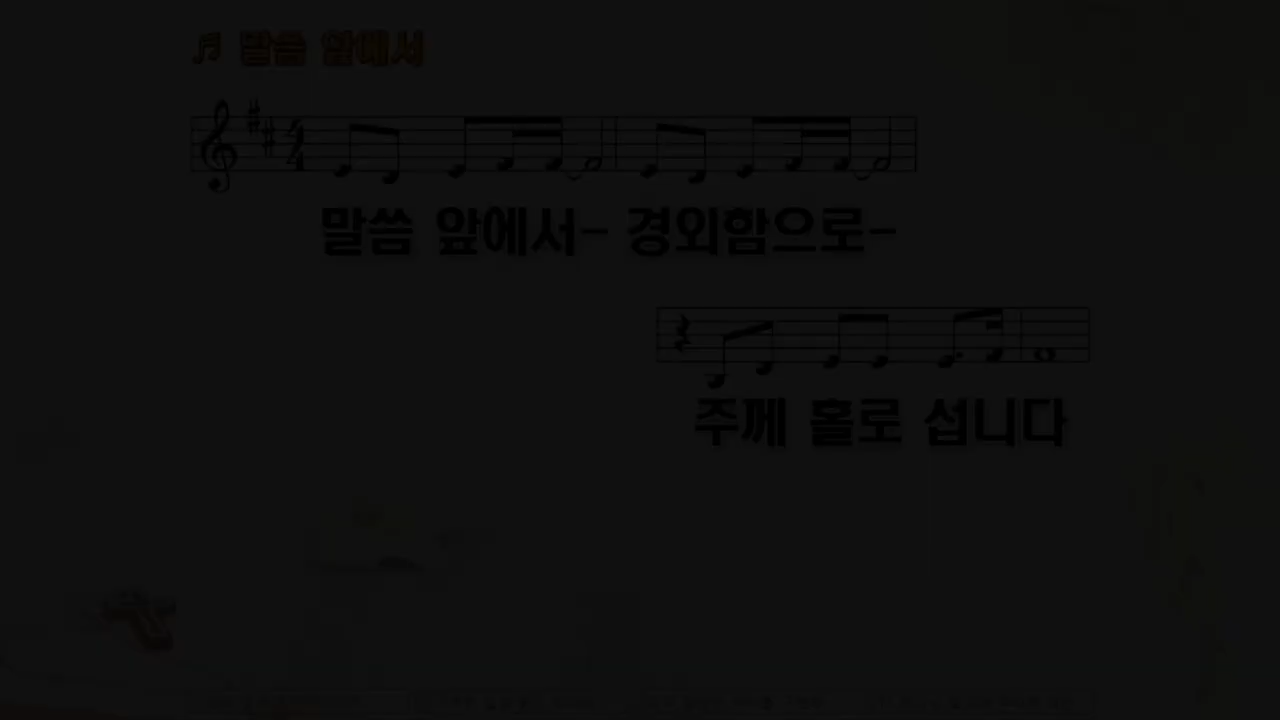 ♬ 말씀 앞에서
말씀 앞에서- 경외함으로-
주께 홀로 섭니다